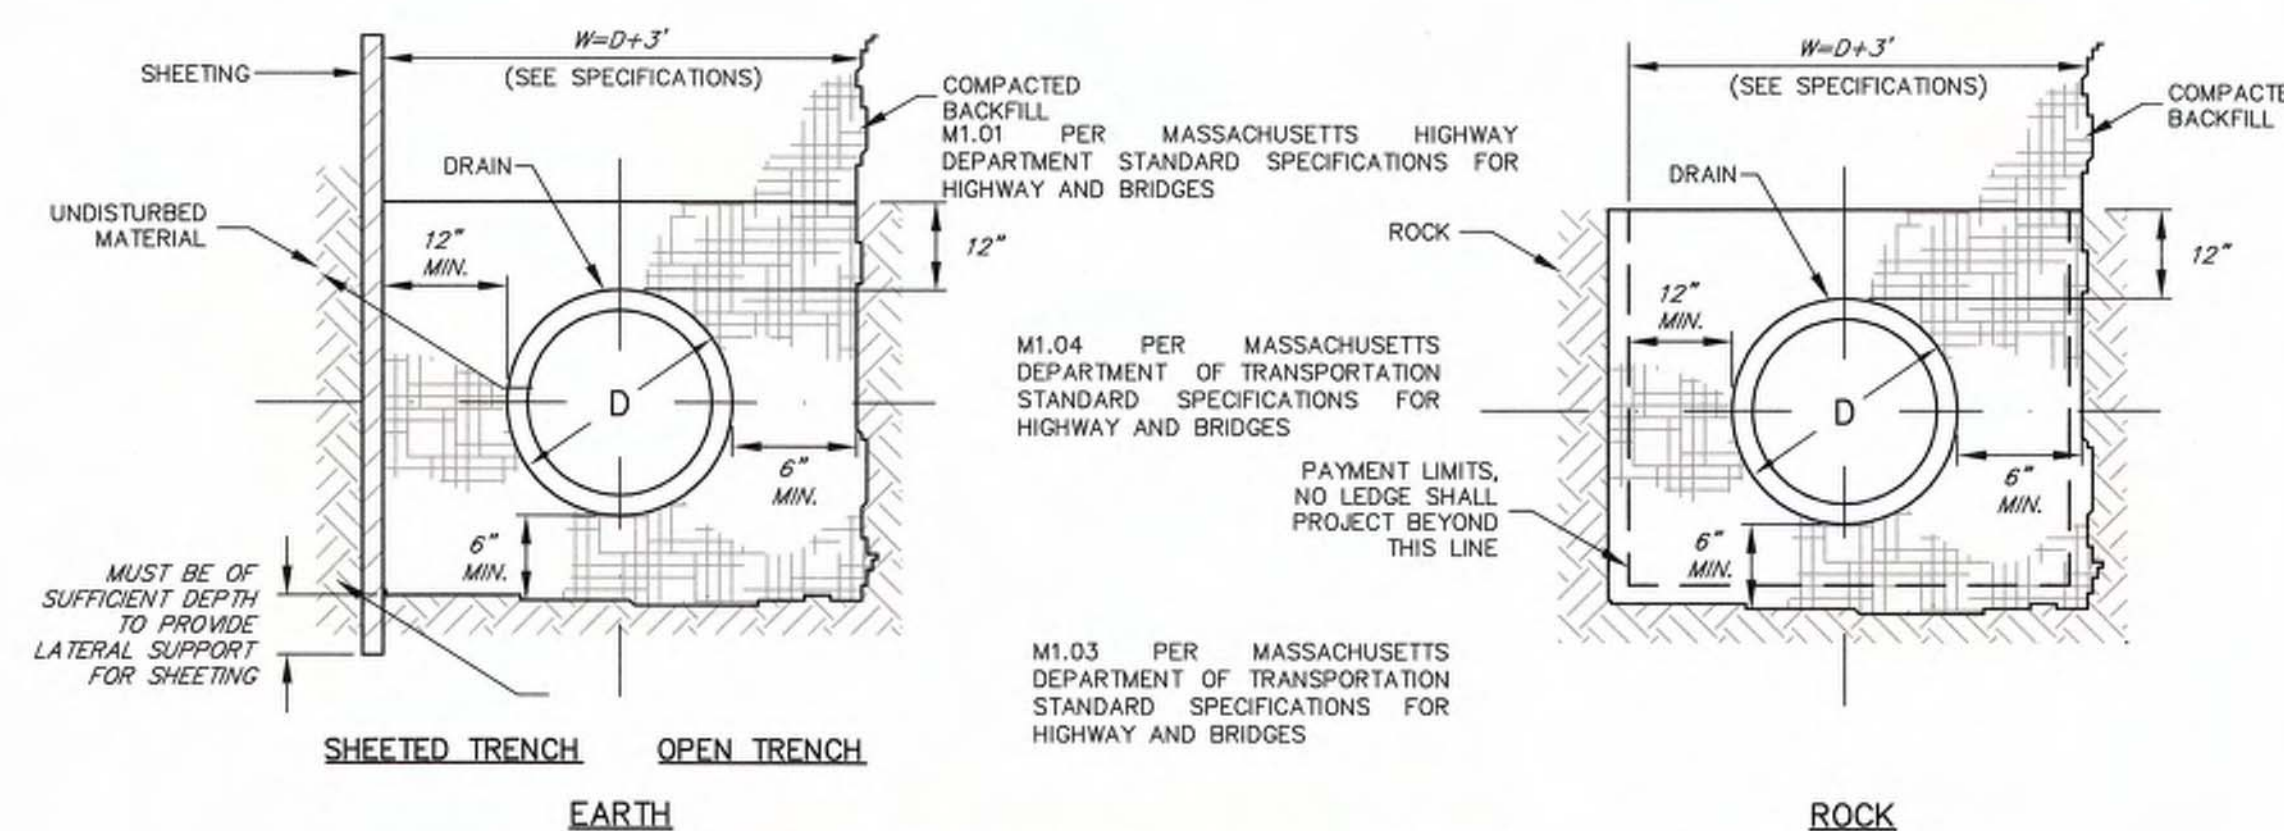 W=D+3'
(SEE SPECIFICATIONS)
SHEETING
COMPACTED
BACKFILL
M1.01 PER MASSACHUSETTS HIGHWAY
DEPARTMENT STANDARD SPECIFICATIONS FOR
HIGHWAY AND BRIDGES
DRAIN
UNDISTURBED
MATERIAL
12"
MIN.
12"
D
6"
MIN.
6"
MIN.
MUST BE OF
SUFFICIENT DEPTH
TO PROVIDE
LATERAL SUPPORT
FOR SHEETING
SHEETED TRENCH
OPEN TRENCH
EARTH
M1.04 PER MASSACHUSETTS
DEPARTMENT OF TRANSPORTATION
STANDARD SPECIFICATIONS FOR
HIGHWAY AND BRIDGES
M1.03 PER MASSACHUSETTS
DEPARTMENT OF TRANSPORTATION
STANDARD SPECIFICATIONS FOR
HIGHWAY AND BRIDGES
W=D+3'
(SEE SPECIFICATIONS)
COMPACTE
BACKFILL
DRAIN
ROCK
12"
MIN.
12"
D
PAYMENT LIMITS,
NO LEDGE SHALL
PROJECT BEYOND
THIS LINE
6"
MIN.
6"
MIN.
ROCK